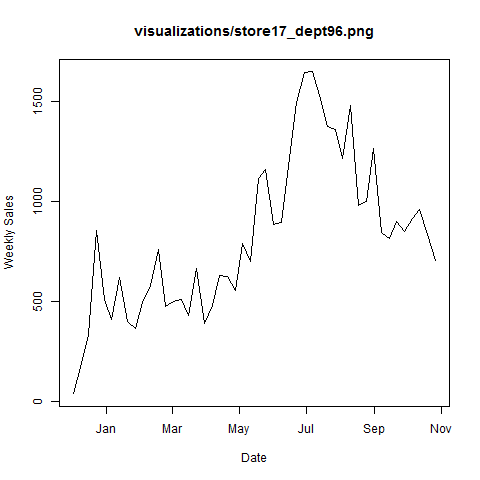 visualizations/store17_dept96.png
Weekly Sales
1500
1000
500
0
Jan Mar May Jul Sep Nov
Date